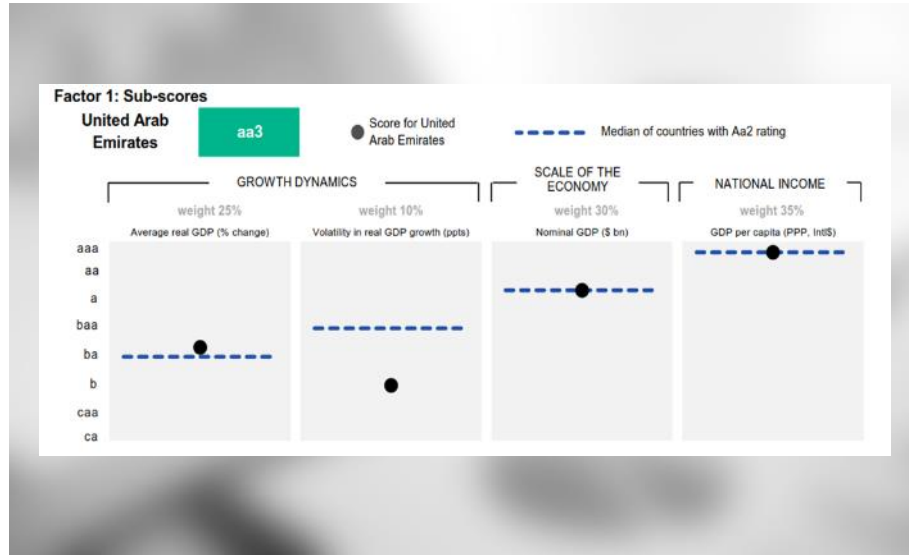 Factor 1: Sub-scores
United Arab
Emirates
aa3
Score for United
Arab Emirates
Median of countries with Aa2 rating
GROWTH DYNAMICS
SCALE OF THE
ECONOMY
NATIONAL INCOME
weight 25%
weight 10%
weight 30%
weight 35%
Average real GDP (% change)
Volatility in real GDP growth (ppts)
Nominal GDP ($ bn)
GDP per capita (PPP, Intl$)
aaa
aa
a
baa
ba
b
caa
ca